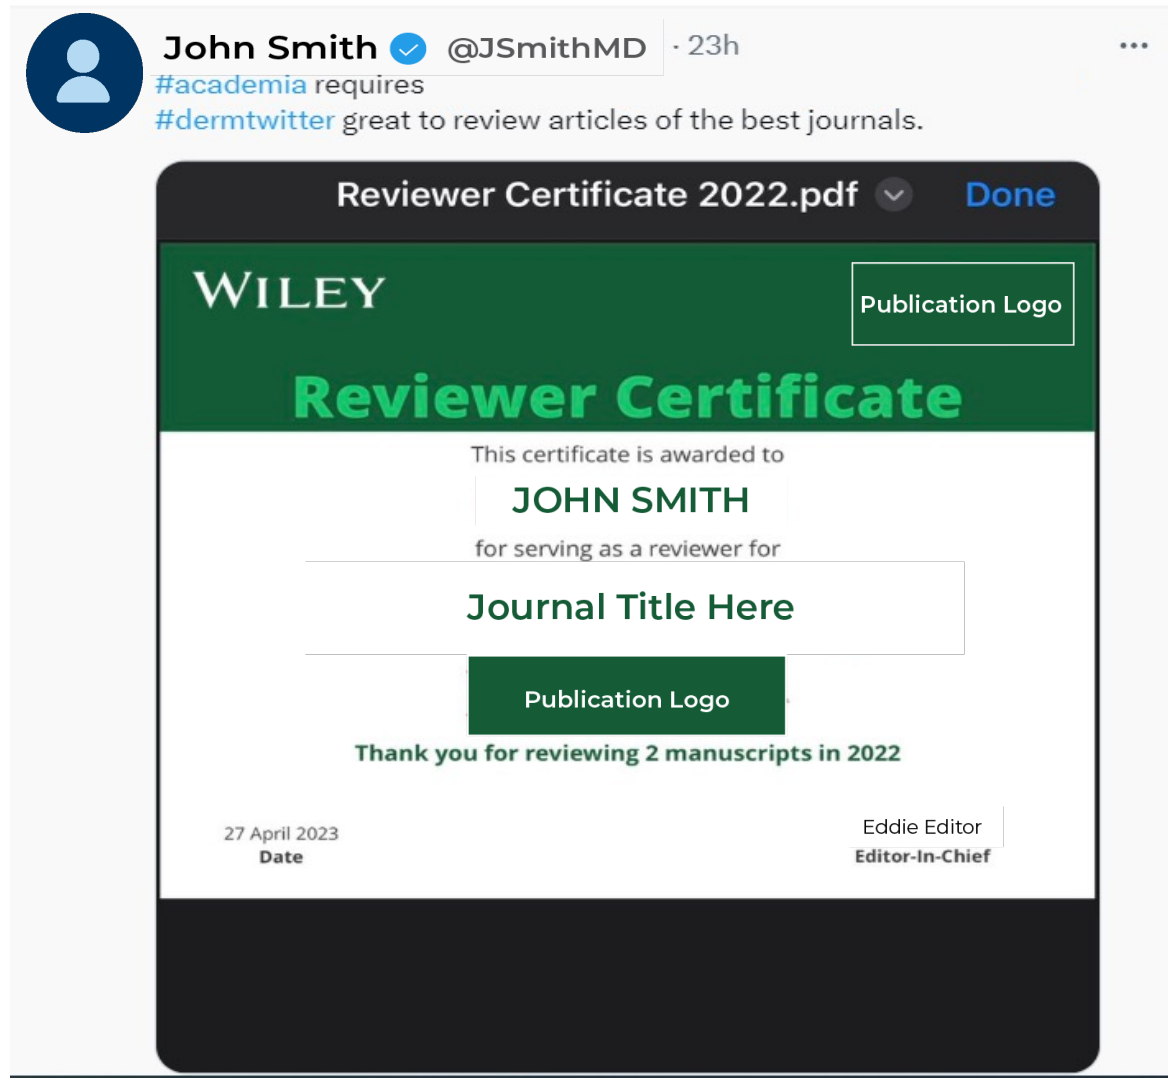 John Smith @JSmithMD · 23h
#academia requires
#dermtwitter great to review articles of the best journals.
Reviewer Certificate 2022.pdf Done
WILEY
Publication Logo
Reviewer Certificate
This certificate is awarded to
JOHN SMITH
for serving as a reviewer for
Journal Title Here
Publication Logo
Thank you for reviewing 2 manuscripts in 2022
27 April 2023
Date
Eddie Editor
Editor-In-Chief